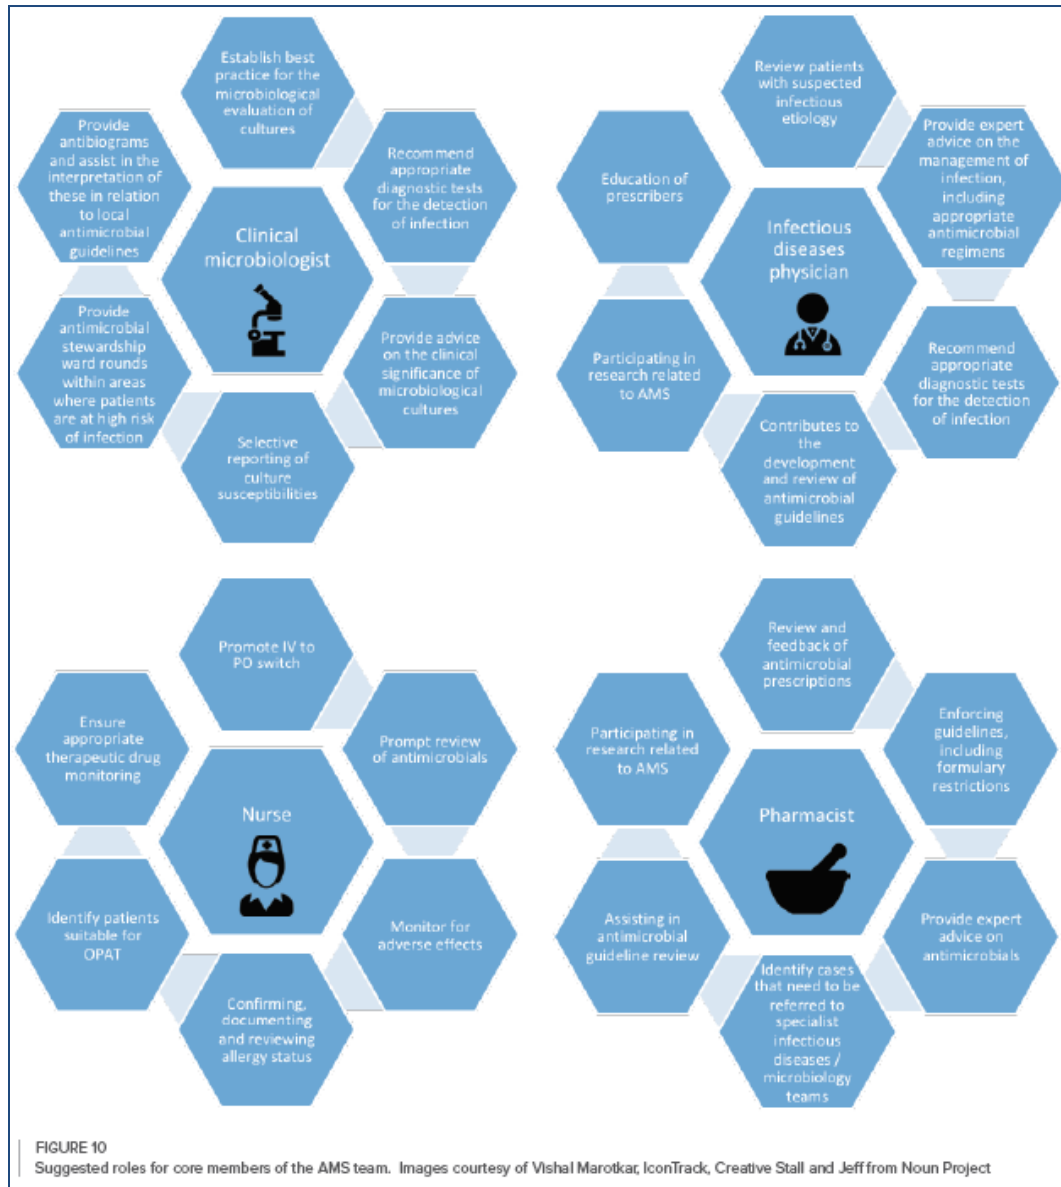 Establish best
practice for the
microbiological
evaluation of
cultures
Recommend
appropriate
diagnostic tests
for the detection
of infection
Provide advice
on the clinical
significance of
microbiological
cultures
Selective
reporting of
culture
susceptibilities
Provide
antimicrobial
stewardship
ward rounds
within areas
where patients
are at high risk
of infection
Provide
antibiograms
and assist in the
interpretation of
these in relation
to local
antimicrobial
guidelines
Clinical
microbiologist
Review patients
with suspected
infectious
etiology
Provide expert
advice on the
management of
infection,
including
appropriate
antimicrobial
regimens
Recommend
appropriate
diagnostic tests
for the detection
of infection
Contributes to
the
development
and review of
antimicrobial
guidelines
Participating in
research related
to AMS
Education of
prescribers
Infectious
diseases
physician
Promote IV to
PO switch
Prompt review
of antimicrobials
Monitor for
adverse effects
Confirming,
documenting
and reviewing
allergy status
Identify patients
suitable for
OPAT
Ensure
appropriate
therapeutic drug
monitoring
Nurse
Review and
feedback of
antimicrobial
prescriptions
Enforcing
guidelines,
including
formulary
restrictions
Provide expert
advice on
antimicrobials
Identify cases
that need to be
referred to
specialist
infectious
diseases /
microbiology
teams
Assisting in
antimicrobial
guideline review
Participating in
research related
to AMS
Pharmacist
FIGURE 10
Suggested roles for core members of the AMS team. Images courtesy of Vishal Marotkar, IconTrack, Creative Stall and Jeff from Noun Project